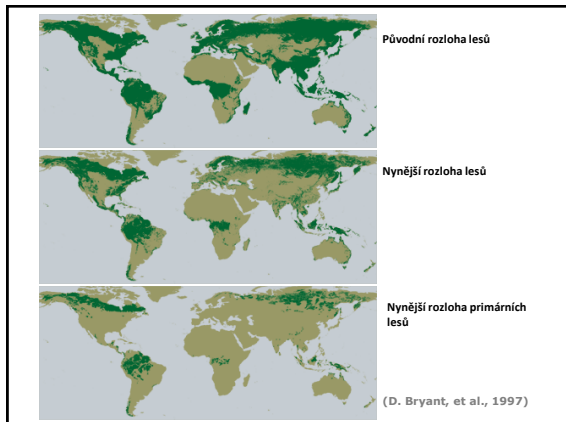 Původní rozloha lesů
Nynější rozloha lesů
Nynější rozloha primárních
lesů
(D. Bryant, et al., 1997)